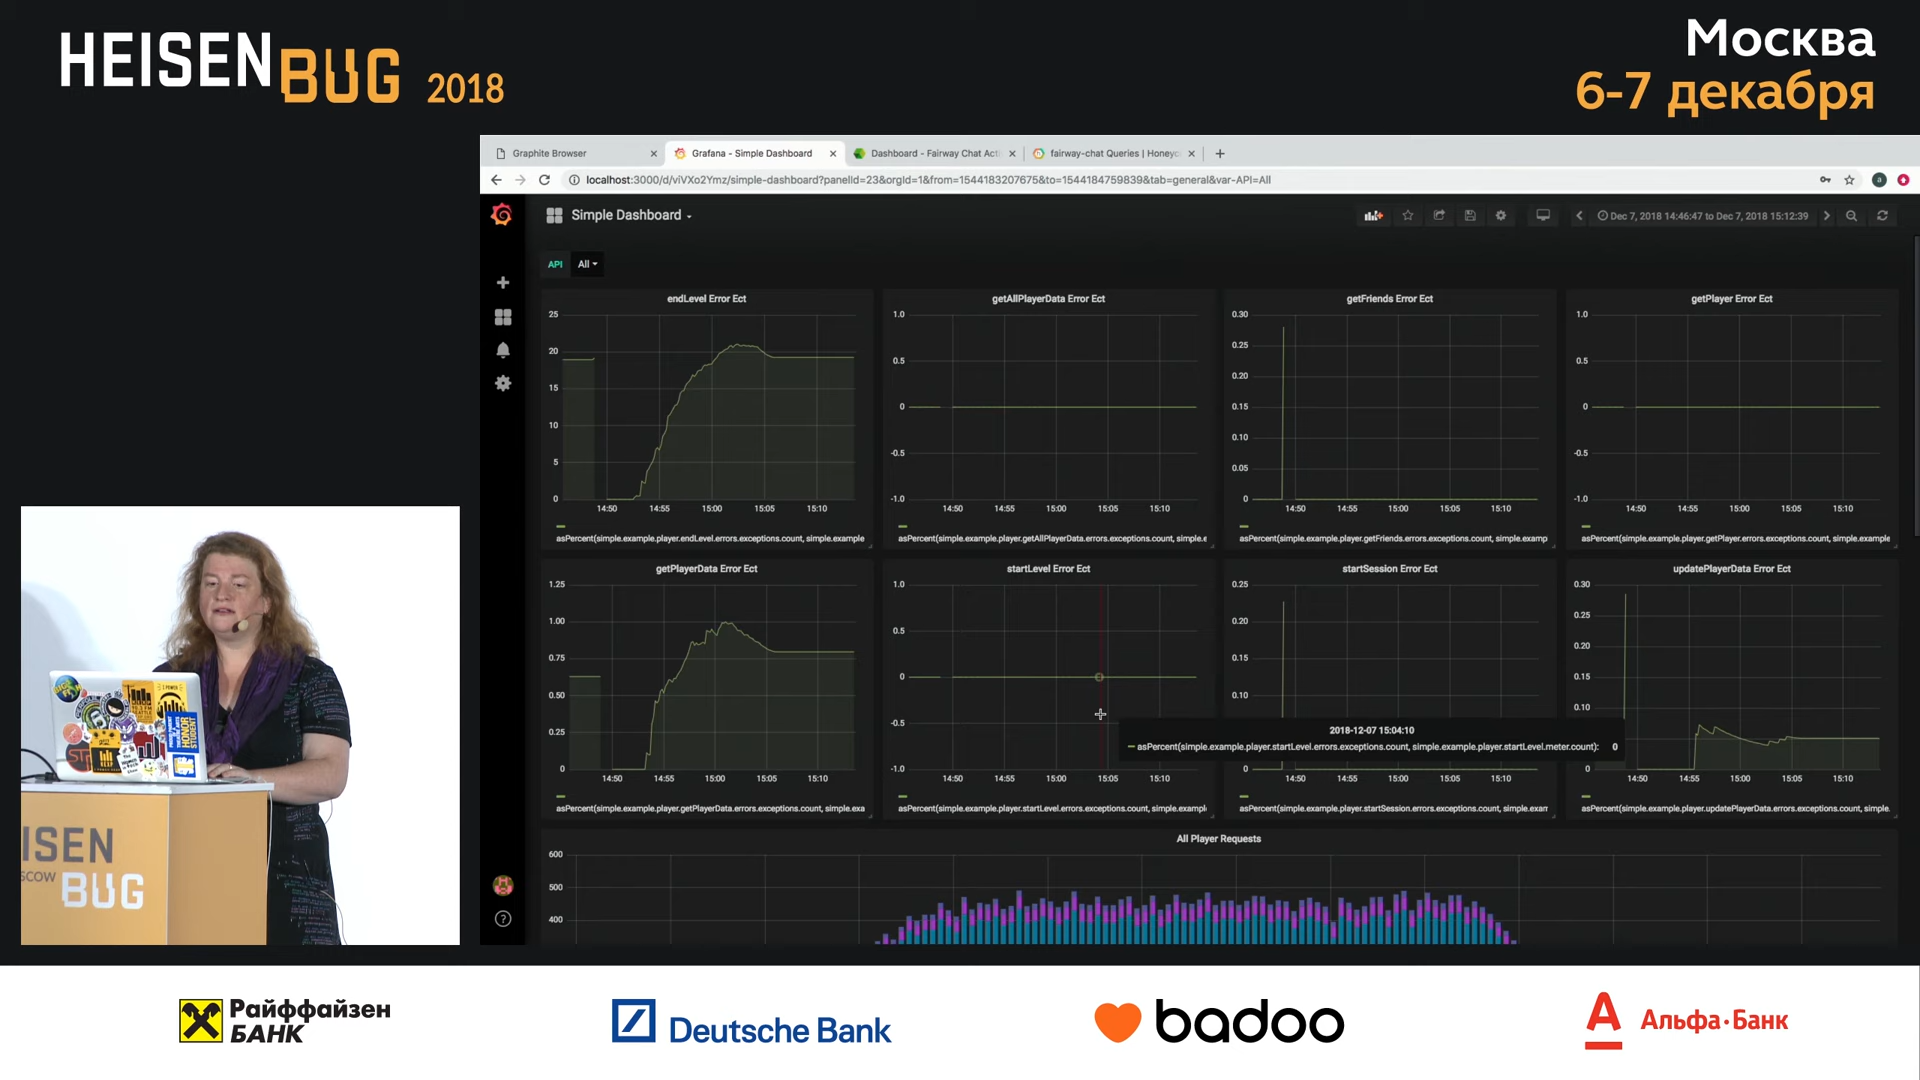 HEISENBUG 2018
Москва
6-7 декабря
Graphite Browser
Grafana - Simple Dashboard
Dashboard - Fairway Chat Acti
fairway-chat Queries | Honeyc
localhost:3000/d/viVXo2Ymz/simple-dashboard?panelId=23&orgId=1&from=1544183207675&to=1544184759839&tab=general&var-API=All
Simple Dashboard
Dec 7, 2018 14:46:47 to Dec 7, 2018 15:12:39
API All
endLevel Error Ect
25
20
15
10
5
0
14:50 14:55 15:00 15:05 15:10
asPercent(simple.example.player.endLevel.errors.exceptions.count, simple.example
getAllPlayerData Error Ect
1.0
0.5
0
-0.5
-1.0
14:50 14:55 15:00 15:05 15:10
asPercent(simple.example.player.getAllPlayerData.errors.exceptions.count, simple.e
getFriends Error Ect
0.30
0.25
0.20
0.15
0.10
0.05
0
14:50 14:55 15:00 15:05 15:10
asPercent(simple.example.player.getFriends.errors.exceptions.count, simple.examp
getPlayer Error Ect
1.0
0.5
0
-0.5
-1.0
14:50 14:55 15:00 15:05 15:10
asPercent(simple.example.player.getPlayer.errors.exceptions.count, simple.example
getPlayerData Error Ect
1.25
1.00
0.75
0.50
0.25
0
14:50 14:55 15:00 15:05 15:10
asPercent(simple.example.player.getPlayerData.errors.exceptions.count, simple.exa
startLevel Error Ect
1.0
0.5
0
-0.5
-1.0
14:50 14:55 15:00 15:05 15:10
asPercent(simple.example.player.startLevel.errors.exceptions.count, simple.exampl
startSession Error Ect
0.25
0.20
0.15
0.10
0
14:50 14:55 15:00 15:05 15:10
asPercent(simple.example.player.startSession.errors.exceptions.count, simple.exam
2018-12-07 15:04:10
asPercent(simple.example.player.startLevel.errors.exceptions.count, simple.example.player.startLevel.meter.count): 0
updatePlayerData Error Ect
0.30
0.25
0.20
0.15
0.10
0
14:50 14:55 15:00 15:05 15:10
asPercent(simple.example.player.updatePlayerData.errors.exceptions.count, simple.
All Player Requests
600
500
400
HONOR STUDENT
ISEN
SCOW
BUG
Райффайзен
БАНК
Deutsche Bank
badoo
Альфа·Банк